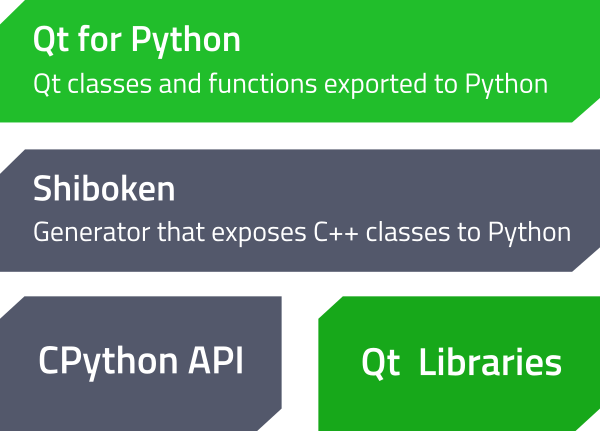 Qt for Python
Qt classes and functions exported to Python
Shiboken
Generator that exposes C++ classes to Python
CPython API
Qt Libraries